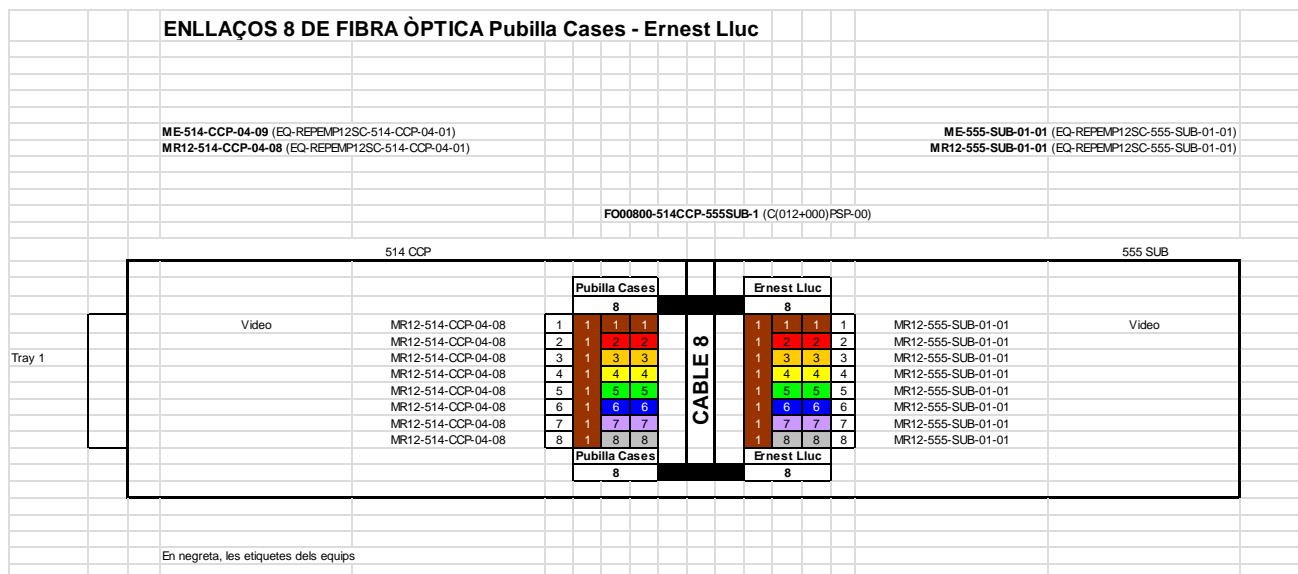 ENLLAÇOS 8 DE FIBRA ÒPTICA Pubilla Cases - Ernest Lluc
ME-514-CCP-04-09 (EQ-REPEMP12SC-514-CCP-04-01) ME-555-SUB-01-01 (EQ-REPEMP12SC-555-SUB-01-01)
MR12-514-CCP-04-08 (EQ-REPEMP12SC-514-CCP-04-01) MR12-555-SUB-01-01 (EQ-REPEMP12SC-555-SUB-01-01)
FO00800-514CCP-555SUB-1 (C(012+000)PSP-00)
514 CCP 555 SUB
Pubilla Cases Ernest Lluc
8 8
Video MR12-514-CCP-04-08 1 1 1 1 1 1 1 1 MR12-555-SUB-01-01 Video
MR12-514-CCP-04-08 2 1 2 2 1 2 2 2 MR12-555-SUB-01-01
Tray 1 MR12-514-CCP-04-08 3 1 3 3 1 3 3 3 MR12-555-SUB-01-01
MR12-514-CCP-04-08 4 1 4 4 1 4 4 4 MR12-555-SUB-01-01
MR12-514-CCP-04-08 5 1 5 5 1 5 5 5 MR12-555-SUB-01-01
MR12-514-CCP-04-08 6 1 6 6 1 6 6 6 MR12-555-SUB-01-01
MR12-514-CCP-04-08 7 1 7 7 1 7 7 7 MR12-555-SUB-01-01
MR12-514-CCP-04-08 8 1 8 8 1 8 8 8 MR12-555-SUB-01-01
CABLE 8
Pubilla Cases Ernest Lluc
8 8
En negreta, les etiquetes dels equips